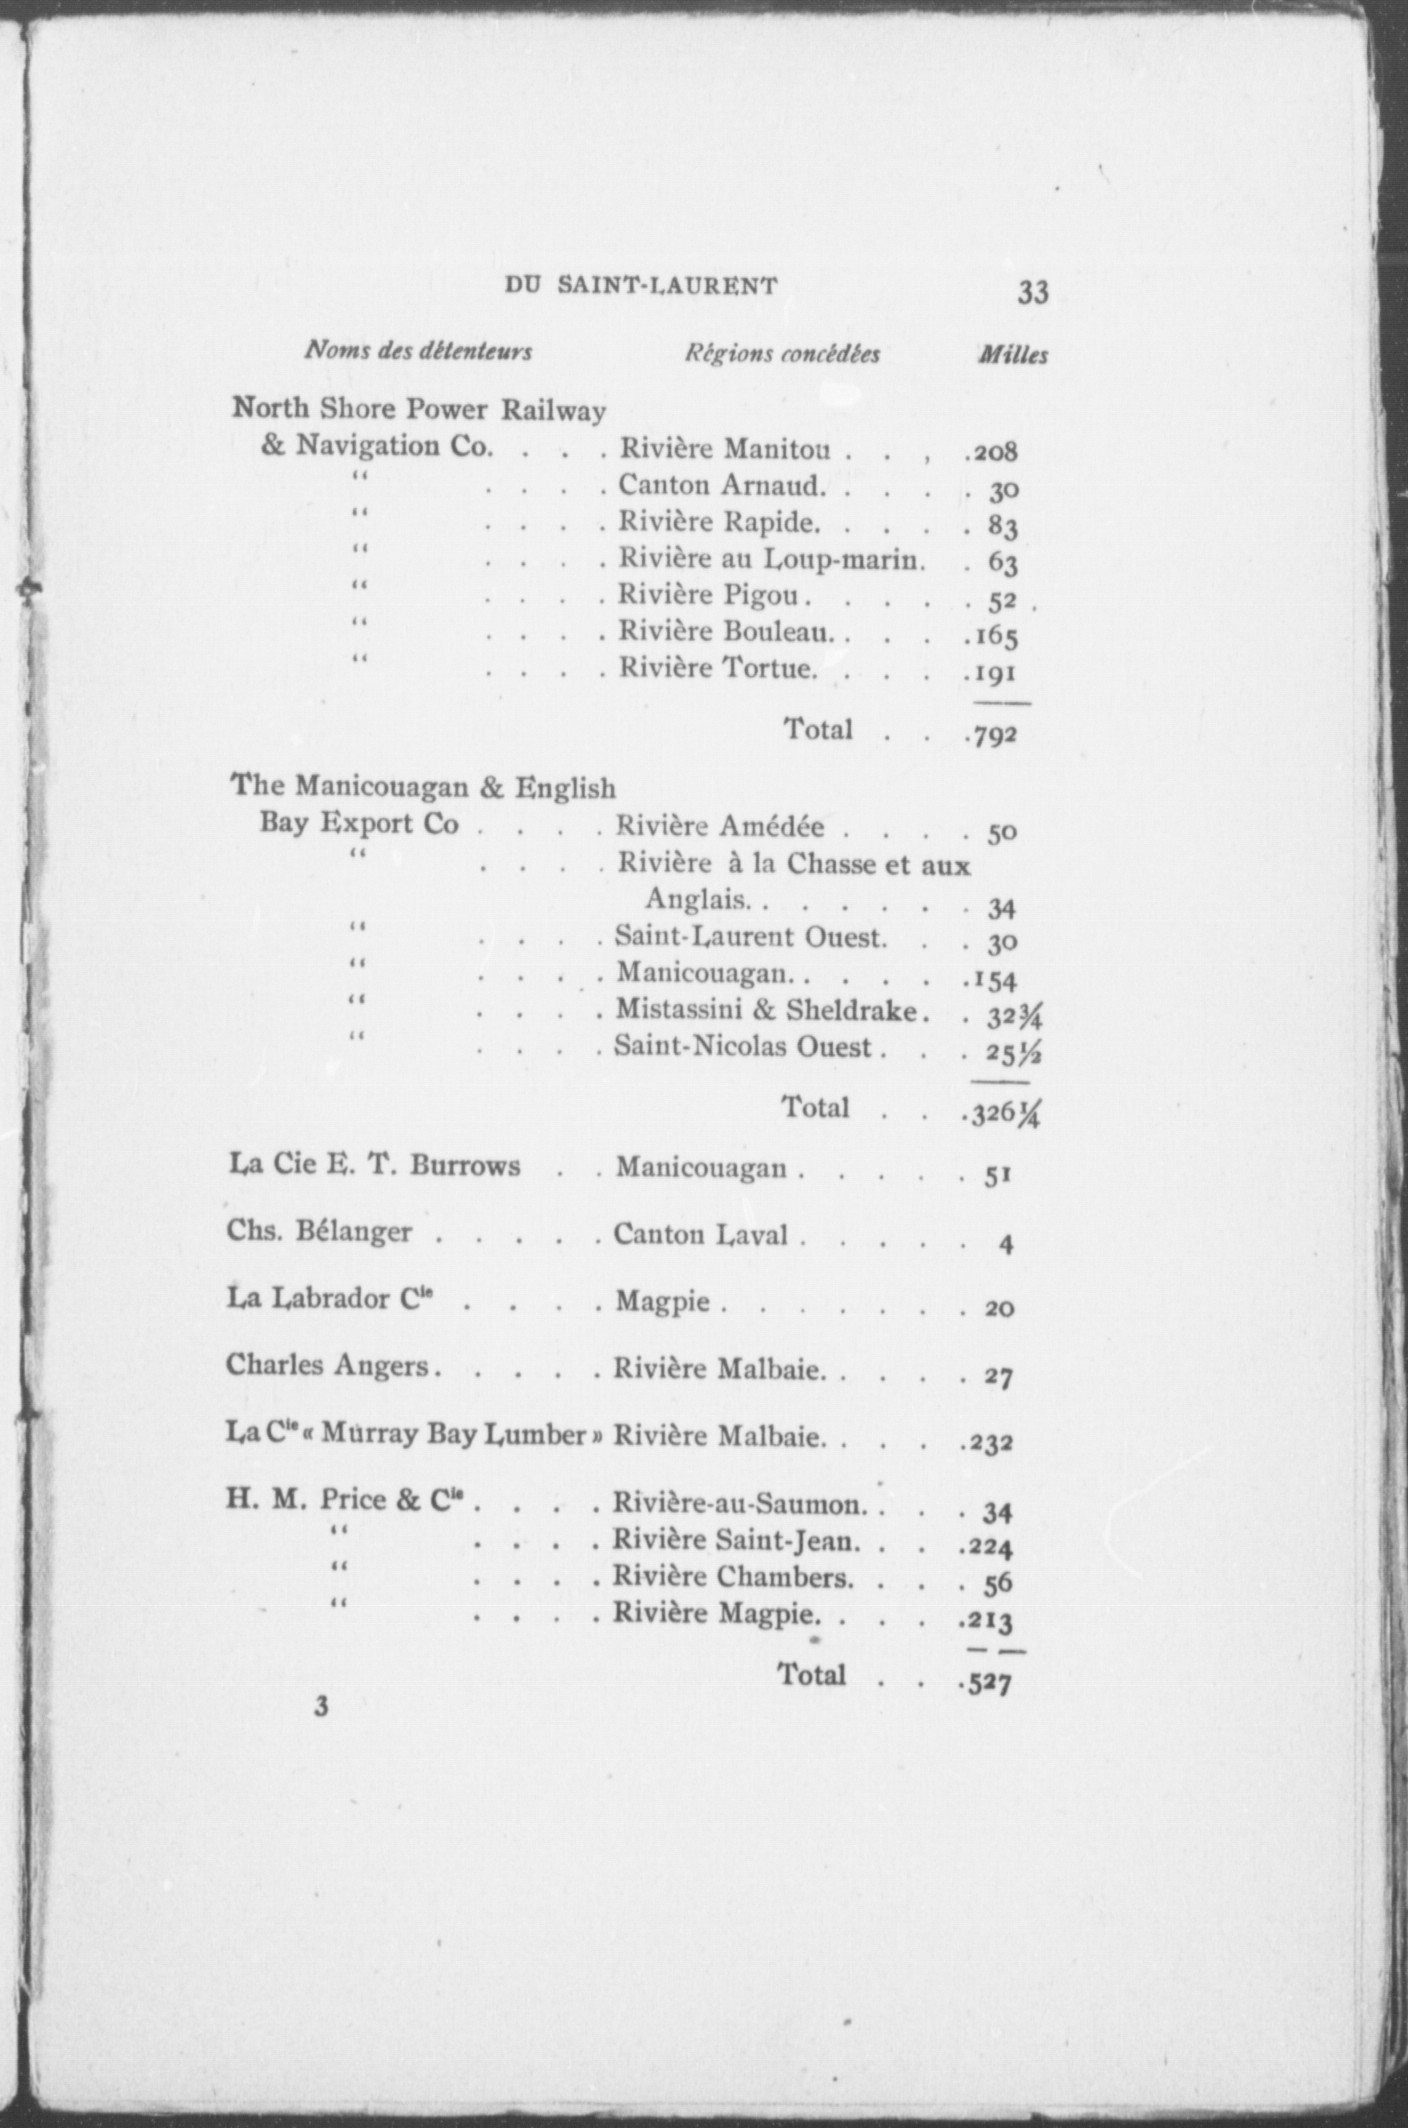 DU SAINT-LAURENT 33
Noms des détenteurs Régions concédées Milles
North Shore Power Railway
& Navigation Co. . . . Rivière Manitou . . , . 208
“ . . . . Canton Arnaud. . . . . 30
“ . . . . Rivière Rapide. . . . . 83
“ . . . . Rivière au Loup-marin. . 63
“ . . . . Rivière Pigou . . . . . 52
“ . . . . Rivière Bouleau. . . . . 165
“ . . . . Rivière Tortue. . . . . 191
Total . . . 792
The Manicouagan & English
Bay Export Co . . . . Rivière Amédée . . . . 50
“ . . . . Rivière à la Chasse et aux
Anglais. . . . . . . 34
“ . . . . Saint-Laurent Ouest. . . 30
“ . . . . Manicouagan. . . . . . 154
“ . . . . Mistassini & Sheldrake. . 32¾
“ . . . . Saint-Nicolas Ouest . . . 25½
Total . . . 326¼
La Cie E. T. Burrows . . Manicouagan . . . . . 51
Chs. Bélanger . . . . . Canton Laval . . . . . 4
La Labrador Cie . . . . Magpie . . . . . . . 20
Charles Angers . . . . . Rivière Malbaie. . . . . 27
La Cie « Murray Bay Lumber » Rivière Malbaie. . . . . 232
H. M. Price & Cie . . . . Rivière-au-Saumon. . . . 34
“ . . . . Rivière Saint-Jean. . . . 224
“ . . . . Rivière Chambers. . . . 56
“ . . . . Rivière Magpie. . . . . 213
Total . . . 527
3